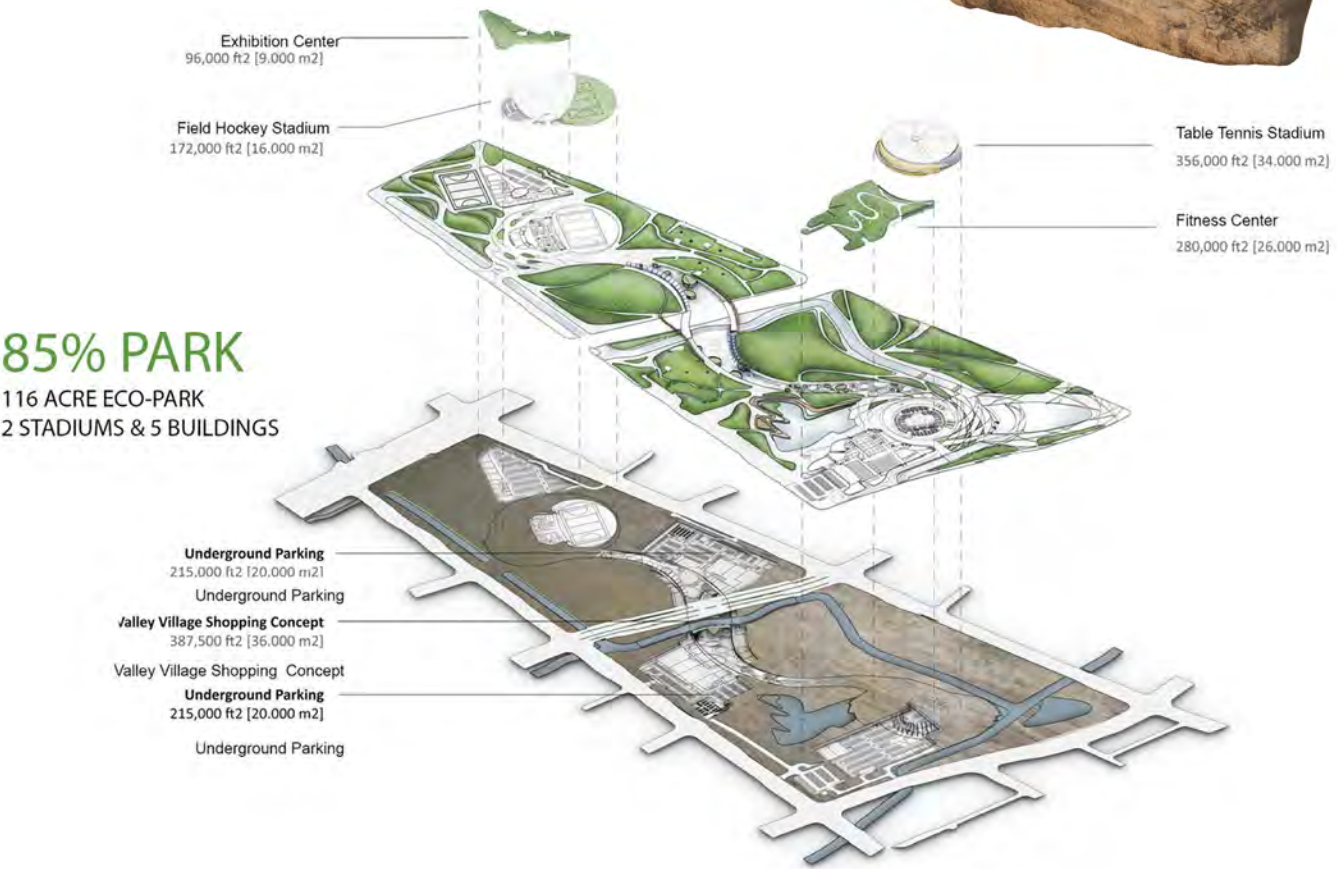 Exhibition Center
96,000 ft2 [9.000 m2]
Field Hockey Stadium
172,000 ft2 [16.000 m2]
Table Tennis Stadium
356,000 ft2 [34.000 m2]
Fitness Center
280,000 ft2 [26.000 m2]
85% PARK
116 ACRE ECO-PARK
2 STADIUMS & 5 BUILDINGS
Underground Parking
215,000 ft2 [20.000 m2]
Underground Parking
Valley Village Shopping Concept
387,500 ft2 [36.000 m2]
Valley Village Shopping Concept
Underground Parking
215,000 ft2 [20.000 m2]
Underground Parking